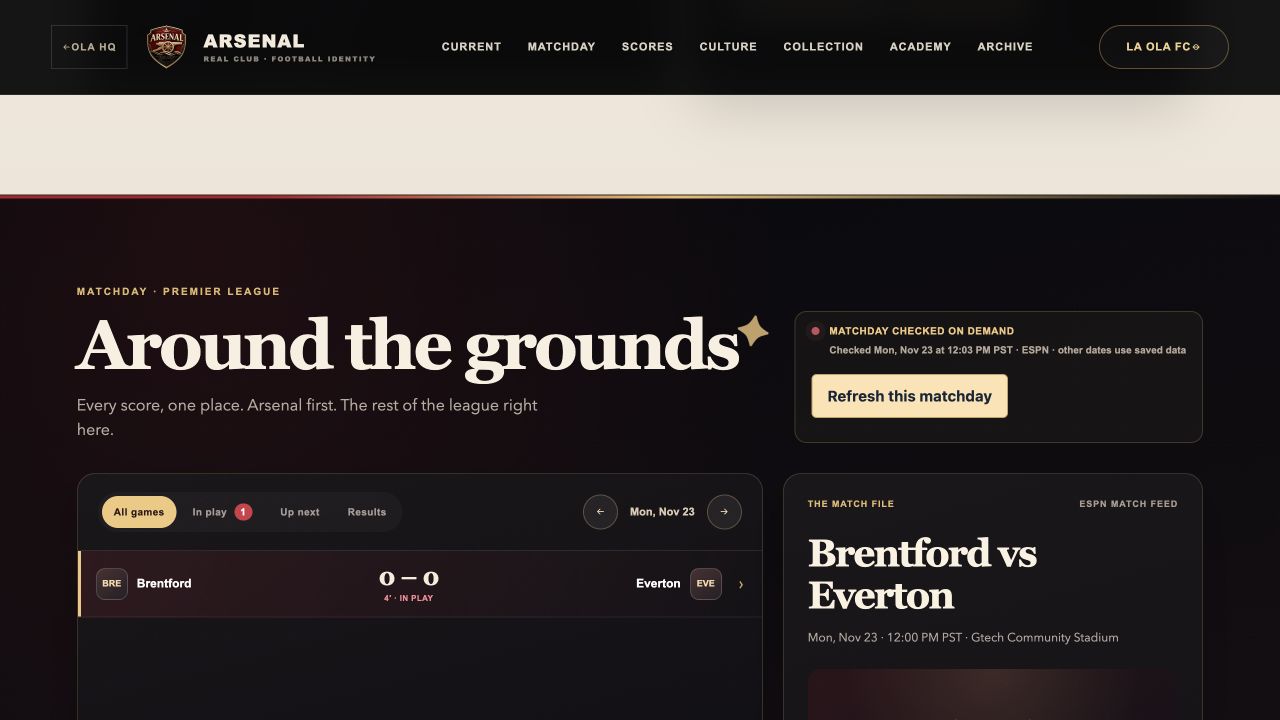 ←OLA HQ
ARSENAL
ARSENAL
REAL CLUB · FOOTBALL IDENTITY
CURRENT
MATCHDAY
SCORES
CULTURE
COLLECTION
ACADEMY
ARCHIVE
LA OLA FC
MATCHDAY · PREMIER LEAGUE
Around the grounds
Every score, one place. Arsenal first. The rest of the league right
here.
MATCHDAY CHECKED ON DEMAND
Checked Mon, Nov 23 at 12:03 PM PST · ESPN · other dates use saved data
Refresh this matchday
All games
In play 1
Up next
Results
←
Mon, Nov 23
→
BRE
Brentford
0 – 0
4' · IN PLAY
Everton
EVE
›
THE MATCH FILE
ESPN MATCH FEED
Brentford vs
Everton
Mon, Nov 23 · 12:00 PM PST · Gtech Community Stadium